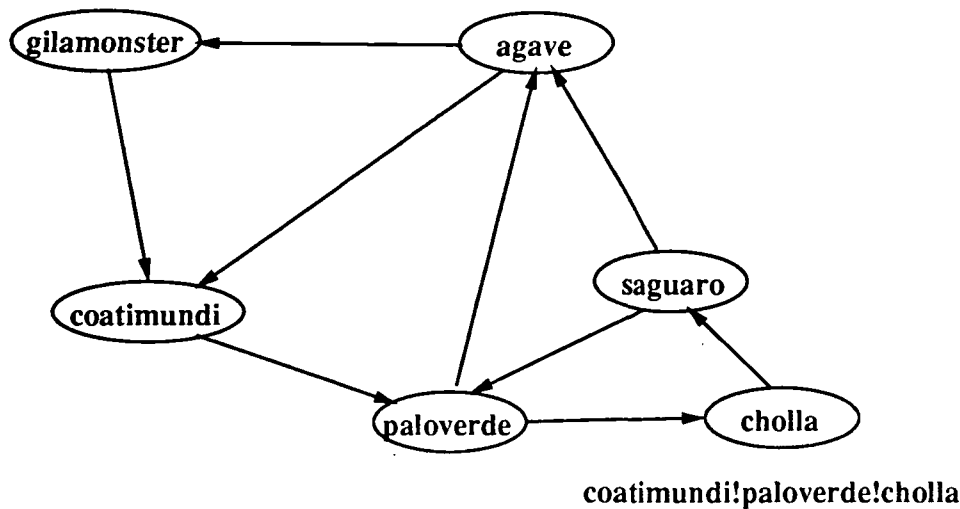 gilamonster
agave
saguaro
coatimundi
paloverde
cholla
coatimundi!paloverde!cholla